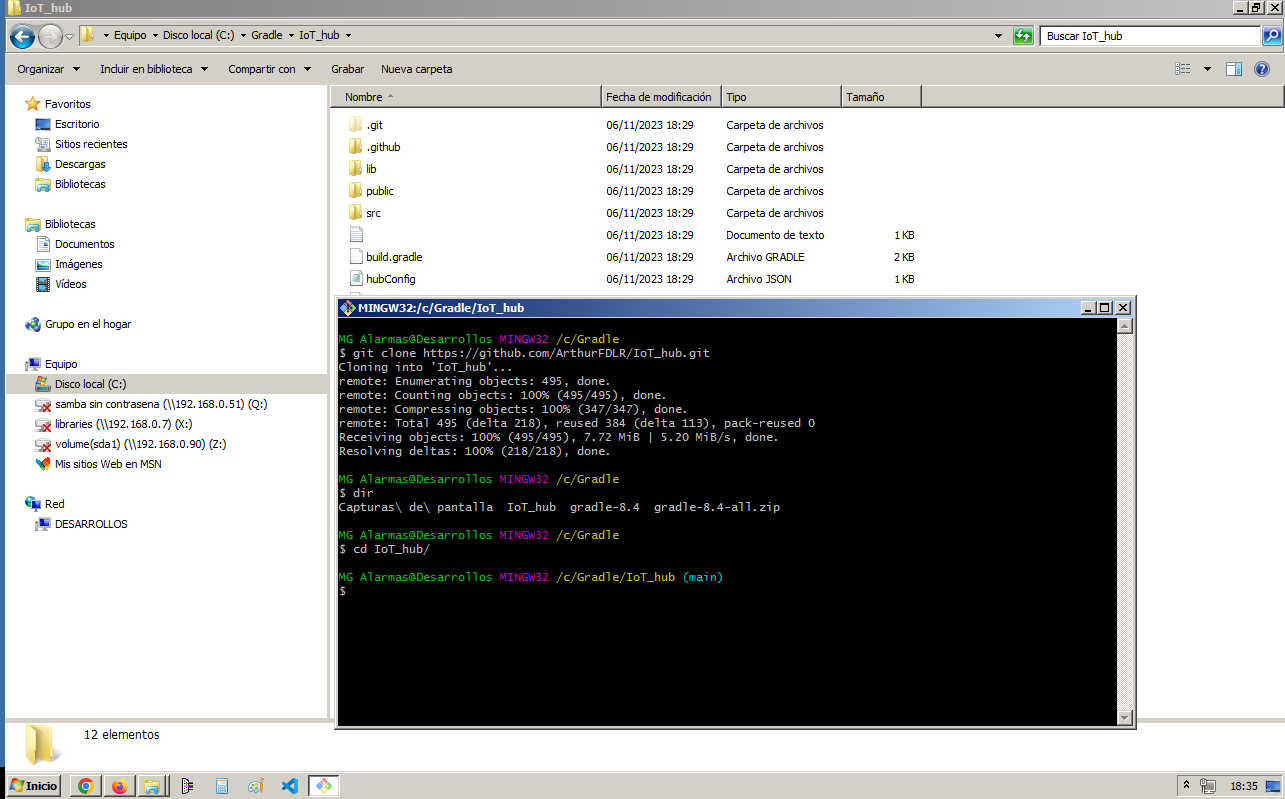 IoT_hub
Equipo Disco local (C:) Gradle IoT_hub
Buscar IoT_hub
Organizar Incluir en biblioteca Compartir con Grabar Nueva carpeta
Favoritos
Escritorio
Sitios recientes
Descargas
Bibliotecas
Bibliotecas
Documentos
Imágenes
Vídeos
Grupo en el hogar
Equipo
Disco local (C:)
samba sin contrasena (\\192.168.0.51) (Q:)
libraries (\\192.168.0.7) (X:)
volume(sda1) (\\192.168.0.90) (Z:)
Mis sitios Web en MSN
Red
DESARROLLOS
Nombre Fecha de modificación Tipo Tamaño
.git 06/11/2023 18:29 Carpeta de archivos
.github 06/11/2023 18:29 Carpeta de archivos
lib 06/11/2023 18:29 Carpeta de archivos
public 06/11/2023 18:29 Carpeta de archivos
src 06/11/2023 18:29 Carpeta de archivos
06/11/2023 18:29 Documento de texto 1 KB
build.gradle 06/11/2023 18:29 Archivo GRADLE 2 KB
hubConfig 06/11/2023 18:29 Archivo JSON 1 KB
MINGW32:/c/Gradle/IoT_hub
MG Alarmas@Desarrollos MINGW32 /c/Gradle
$ git clone https://github.com/ArthurFDLR/IoT_hub.git
Cloning into 'IoT_hub'...
remote: Enumerating objects: 495, done.
remote: Counting objects: 100% (495/495), done.
remote: Compressing objects: 100% (347/347), done.
remote: Total 495 (delta 218), reused 384 (delta 113), pack-reused 0
Receiving objects: 100% (495/495), 7.72 MiB | 5.20 MiB/s, done.
Resolving deltas: 100% (218/218), done.
MG Alarmas@Desarrollos MINGW32 /c/Gradle
$ dir
Capturas\ de\ pantalla  IoT_hub  gradle-8.4  gradle-8.4-all.zip
MG Alarmas@Desarrollos MINGW32 /c/Gradle
$ cd IoT_hub/
MG Alarmas@Desarrollos MINGW32 /c/Gradle/IoT_hub (main)
$
12 elementos
Inicio
18:35